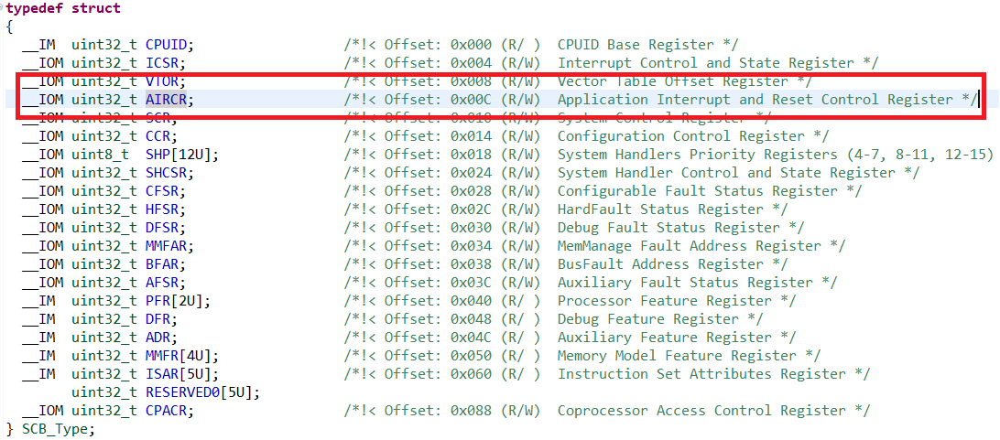 typedef struct
{
  __IM  uint32_t CPUID;                  /*!< Offset: 0x000 (R/ )  CPUID Base Register */
  __IOM uint32_t ICSR;                   /*!< Offset: 0x004 (R/W)  Interrupt Control and State Register */
  __IOM uint32_t VTOR;                   /*!< Offset: 0x008 (R/W)  Vector Table Offset Register */
  __IOM uint32_t AIRCR;                  /*!< Offset: 0x00C (R/W)  Application Interrupt and Reset Control Register */
  __IOM uint32_t SCR;                    /*!< Offset: 0x010 (R/W)  System Control Register */
  __IOM uint32_t CCR;                    /*!< Offset: 0x014 (R/W)  Configuration Control Register */
  __IOM uint8_t  SHP[12U];               /*!< Offset: 0x018 (R/W)  System Handlers Priority Registers (4-7, 8-11, 12-15)
  __IOM uint32_t SHCSR;                  /*!< Offset: 0x024 (R/W)  System Handler Control and State Register */
  __IOM uint32_t CFSR;                   /*!< Offset: 0x028 (R/W)  Configurable Fault Status Register */
  __IOM uint32_t HFSR;                   /*!< Offset: 0x02C (R/W)  HardFault Status Register */
  __IOM uint32_t DFSR;                   /*!< Offset: 0x030 (R/W)  Debug Fault Status Register */
  __IOM uint32_t MMFAR;                  /*!< Offset: 0x034 (R/W)  MemManage Fault Address Register */
  __IOM uint32_t BFAR;                   /*!< Offset: 0x038 (R/W)  BusFault Address Register */
  __IOM uint32_t AFSR;                   /*!< Offset: 0x03C (R/W)  Auxiliary Fault Status Register */
  __IM  uint32_t PFR[2U];                /*!< Offset: 0x040 (R/ )  Processor Feature Register */
  __IM  uint32_t DFR;                    /*!< Offset: 0x048 (R/ )  Debug Feature Register */
  __IM  uint32_t ADR;                    /*!< Offset: 0x04C (R/ )  Auxiliary Feature Register */
  __IM  uint32_t MMFR[4U];               /*!< Offset: 0x050 (R/ )  Memory Model Feature Register */
  __IM  uint32_t ISAR[5U];               /*!< Offset: 0x060 (R/ )  Instruction Set Attributes Register */
        uint32_t RESERVED0[5U];
  __IOM uint32_t CPACR;                  /*!< Offset: 0x088 (R/W)  Coprocessor Access Control Register */
} SCB_Type;